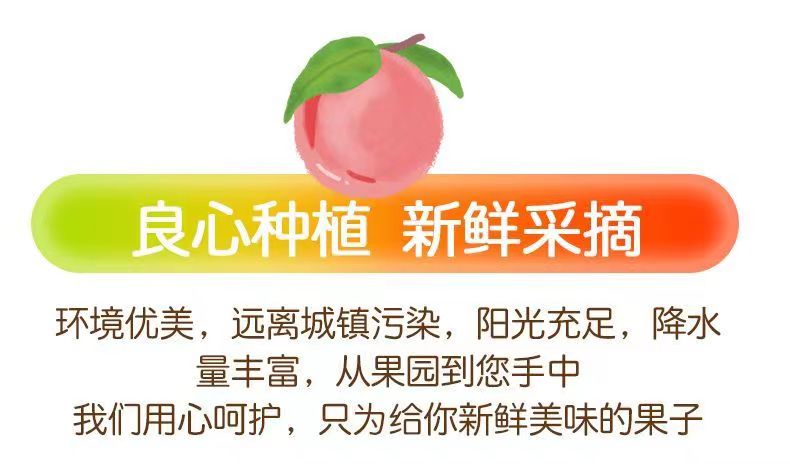 良心种植 新鲜采摘
环境优美，远离城镇污染，阳光充足，降水
量丰富，从果园到您手中
我们用心呵护，只为给你新鲜美味的果子